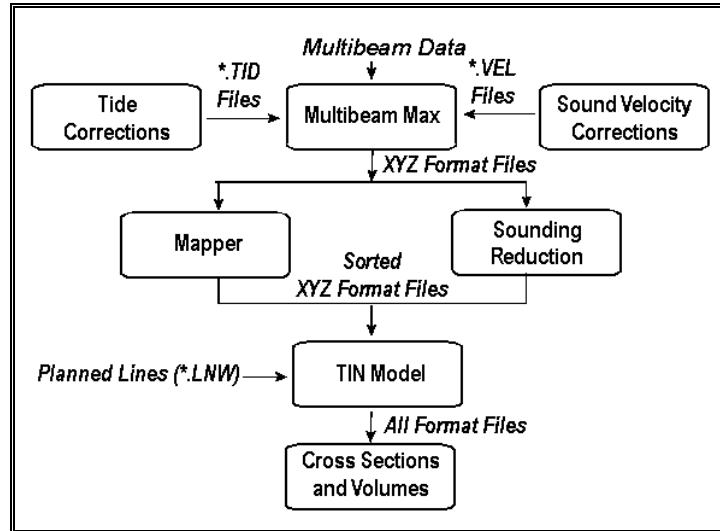 Multibeam Data
*.TID
Files
*.VEL
Files
Tide
Corrections
Multibeam Max
Sound Velocity
Corrections
XYZ Format Files
Mapper
Sounding
Reduction
Sorted
XYZ Format Files
Planned Lines (*.LNW)
TIN Model
All Format Files
Cross Sections
and Volumes